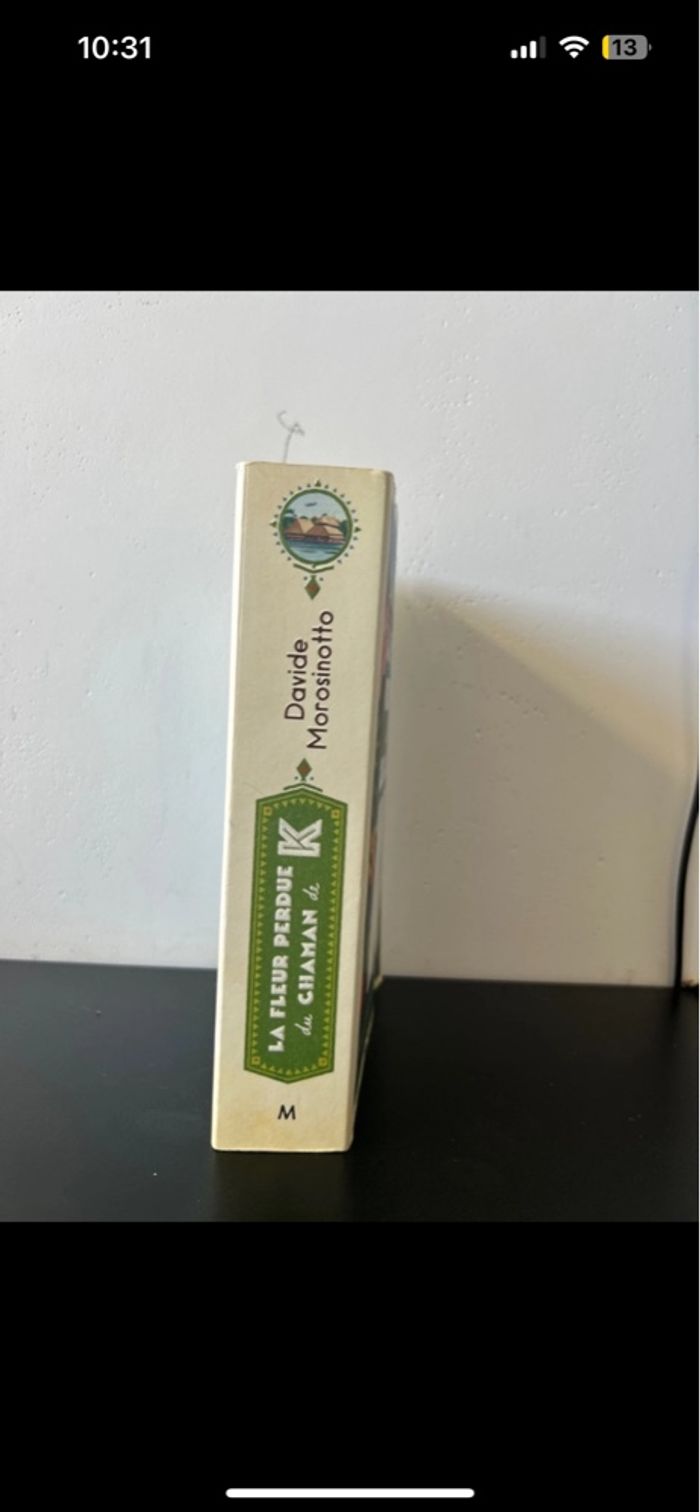 10:31
13
Davide
Morosinotto
LA FLEUR PERDUE
du CHAMAN de
K
M